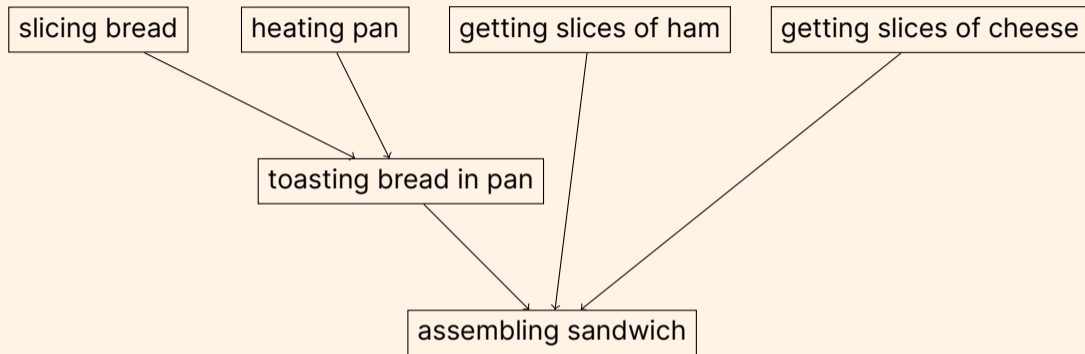 slicing bread
heating pan
getting slices of ham
getting slices of cheese
toasting bread in pan
assembling sandwich